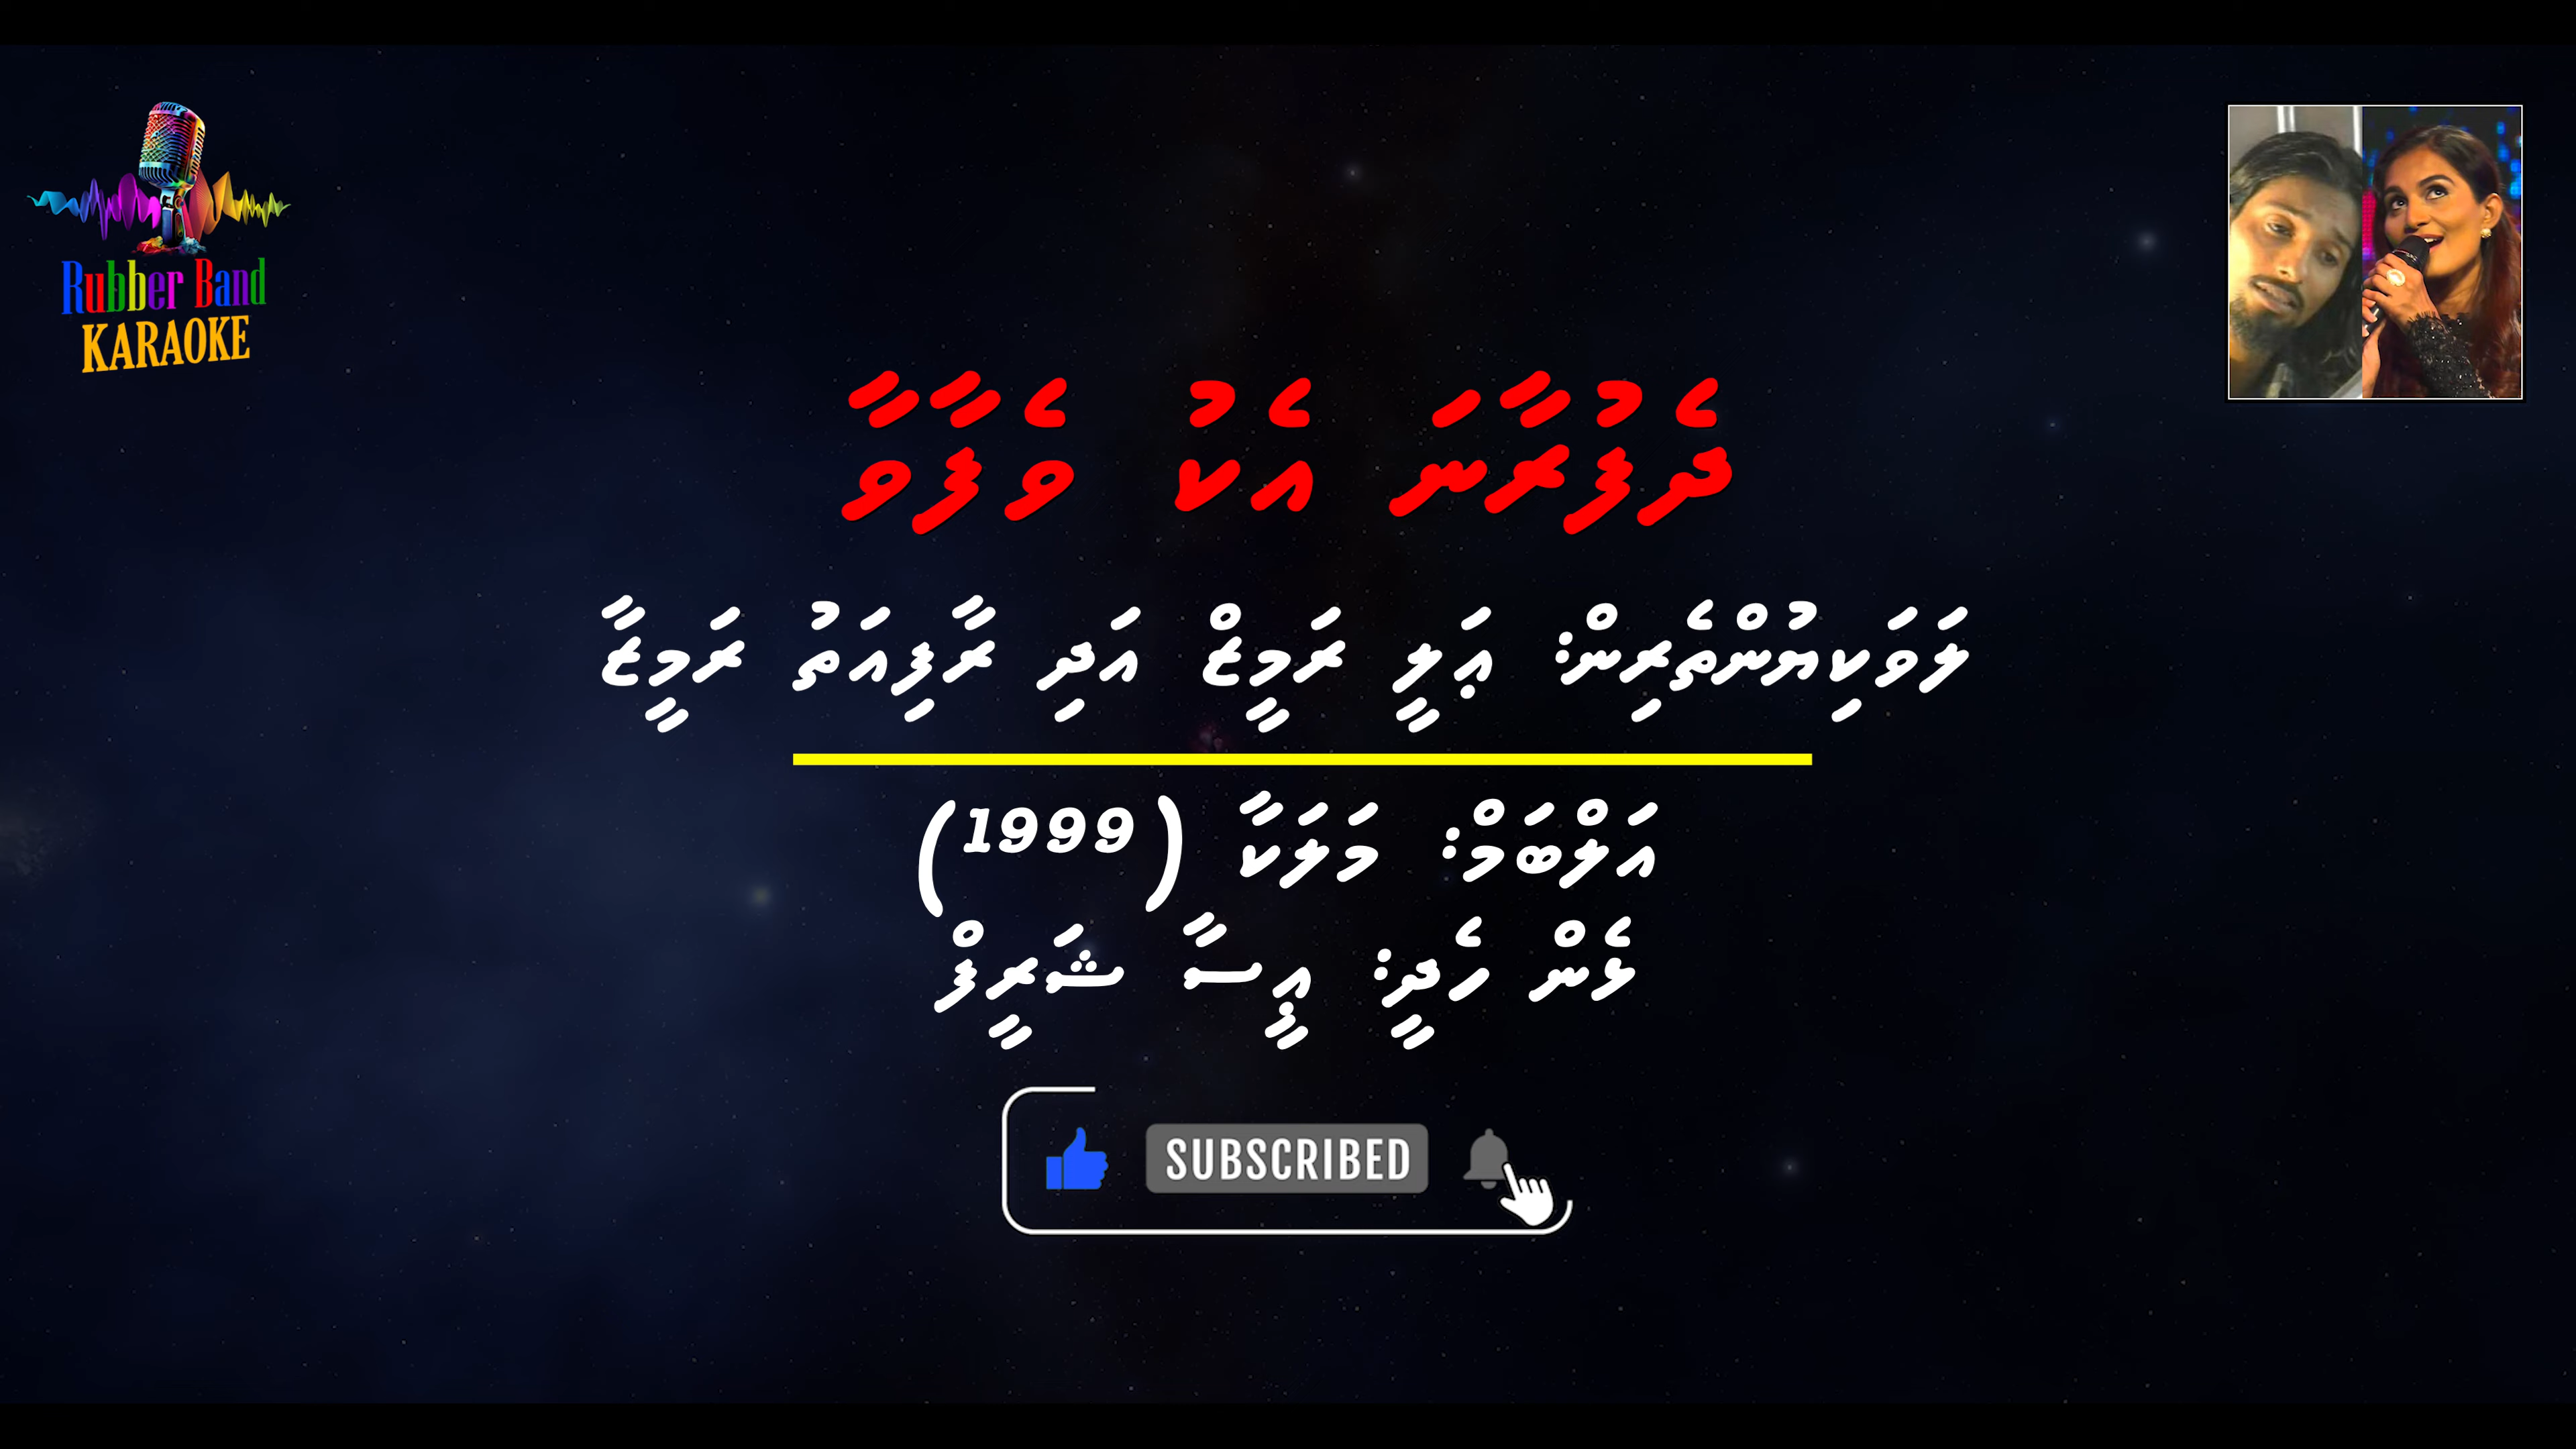 Rubber Band
KARAOKE
ދެފުރާނަ އެކު ވެފާވާ
ލަވަކިޔުންތެރިން: ޢަލީ ރަމީޒް އަދި ރާފިއަތު ރަމީޒާ
އަލްބަމް: މަލަކާ (1999)
ޅެން ހެދީ: ޢީސާ ޝަރީފް
SUBSCRIBED